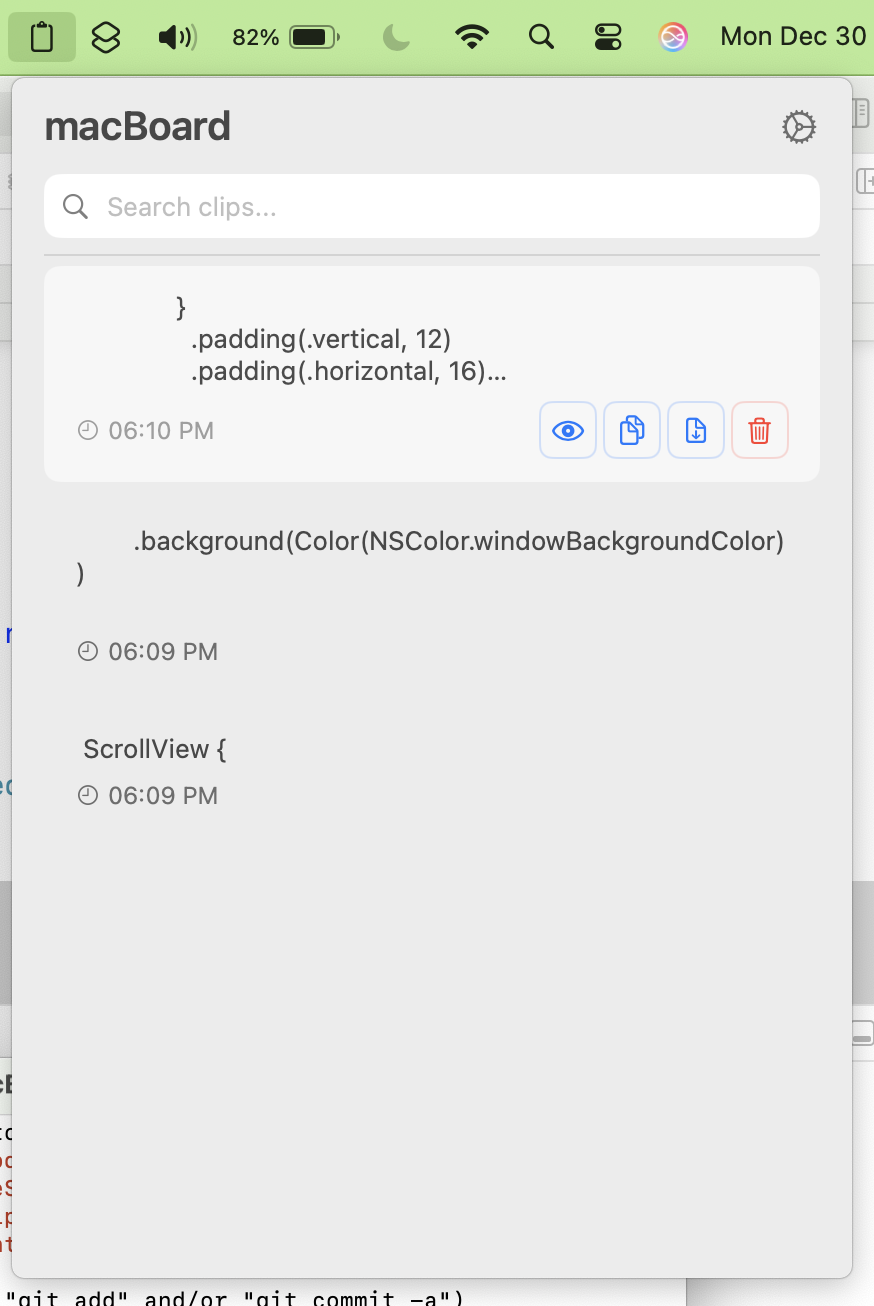 82%
Mon Dec 30
macBoard
Search clips...
}
.padding(.vertical, 12)
.padding(.horizontal, 16)...
06:10 PM
.background(Color(NSColor.windowBackgroundColor)
)
06:09 PM
ScrollView {
06:09 PM
"git add" and/or "git commit -a")